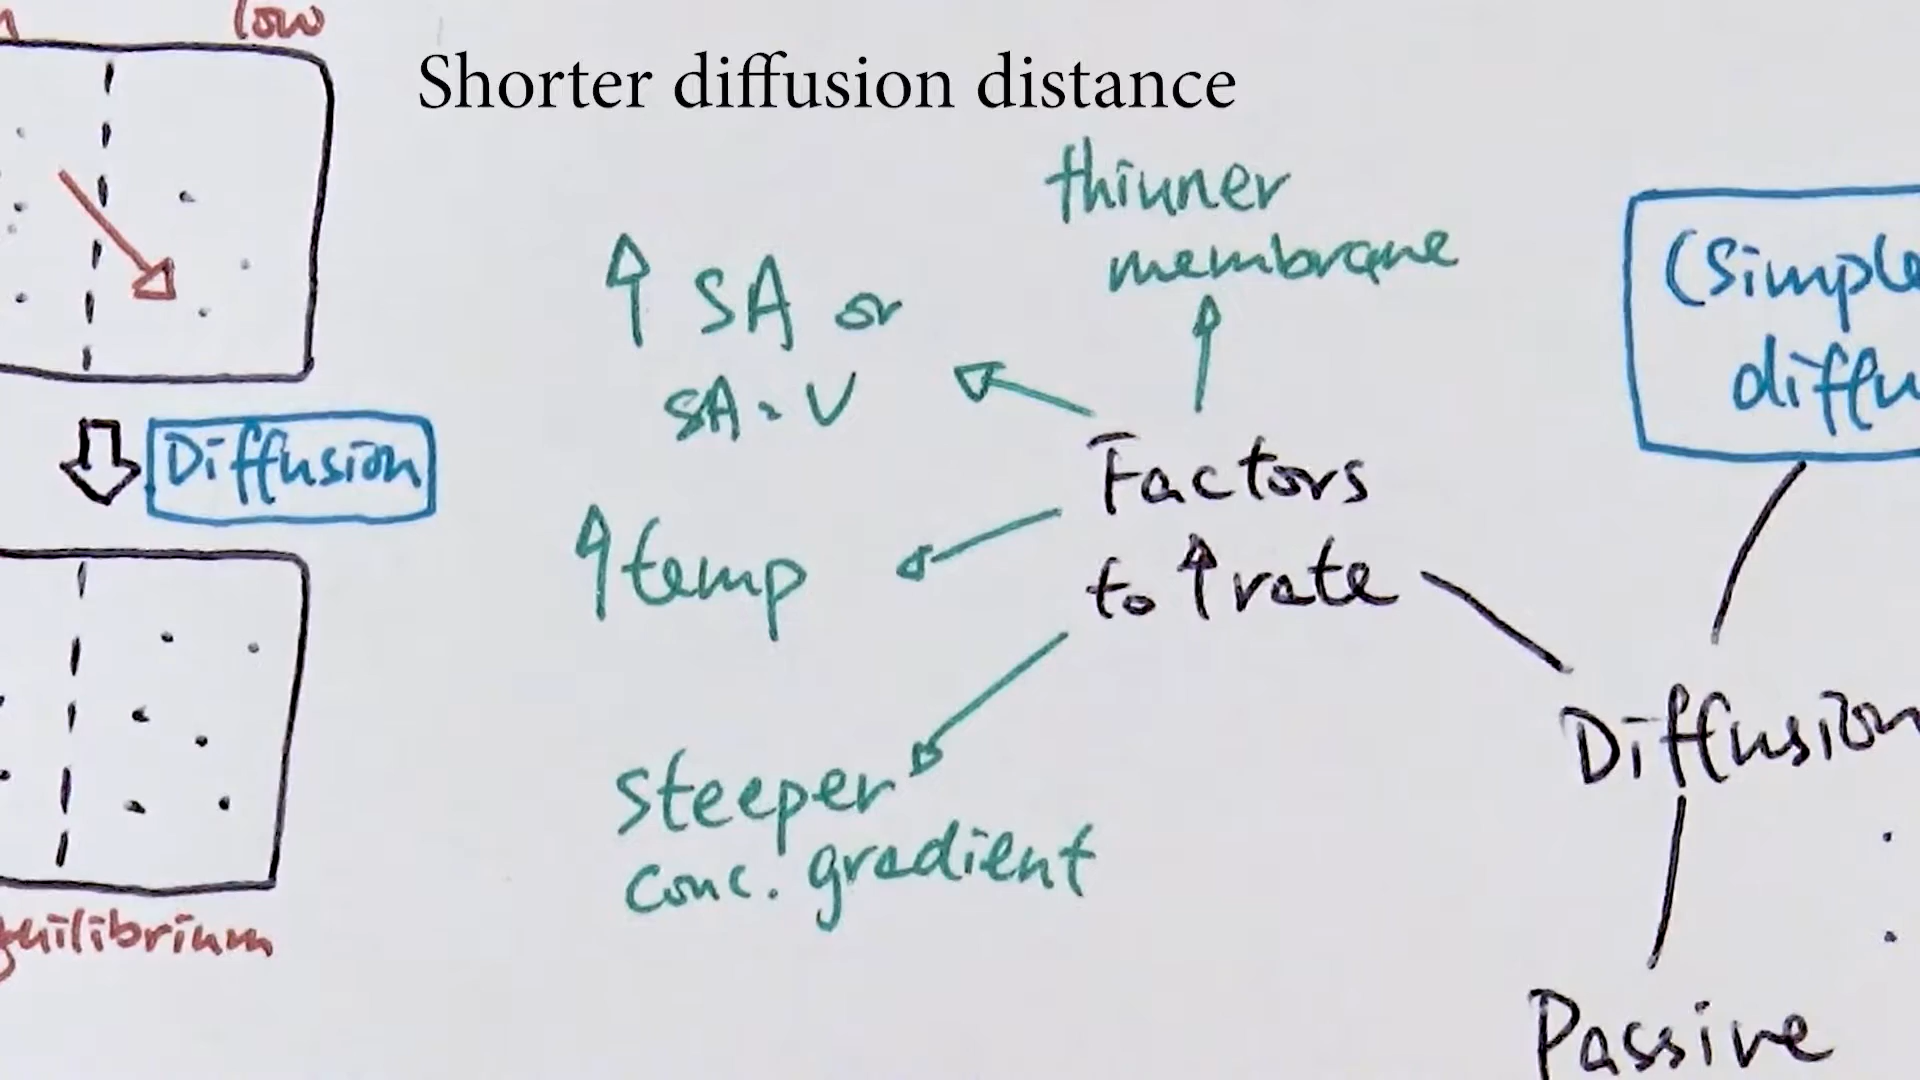 low
Shorter diffusion distance
thinner
membrane
↑ SA or
SA:V
(Simple
diffu
Diffusion
Factors
to ↑ rate
↑ temp
Diffusion
steeper
conc. gradient
quilibrium
Passive